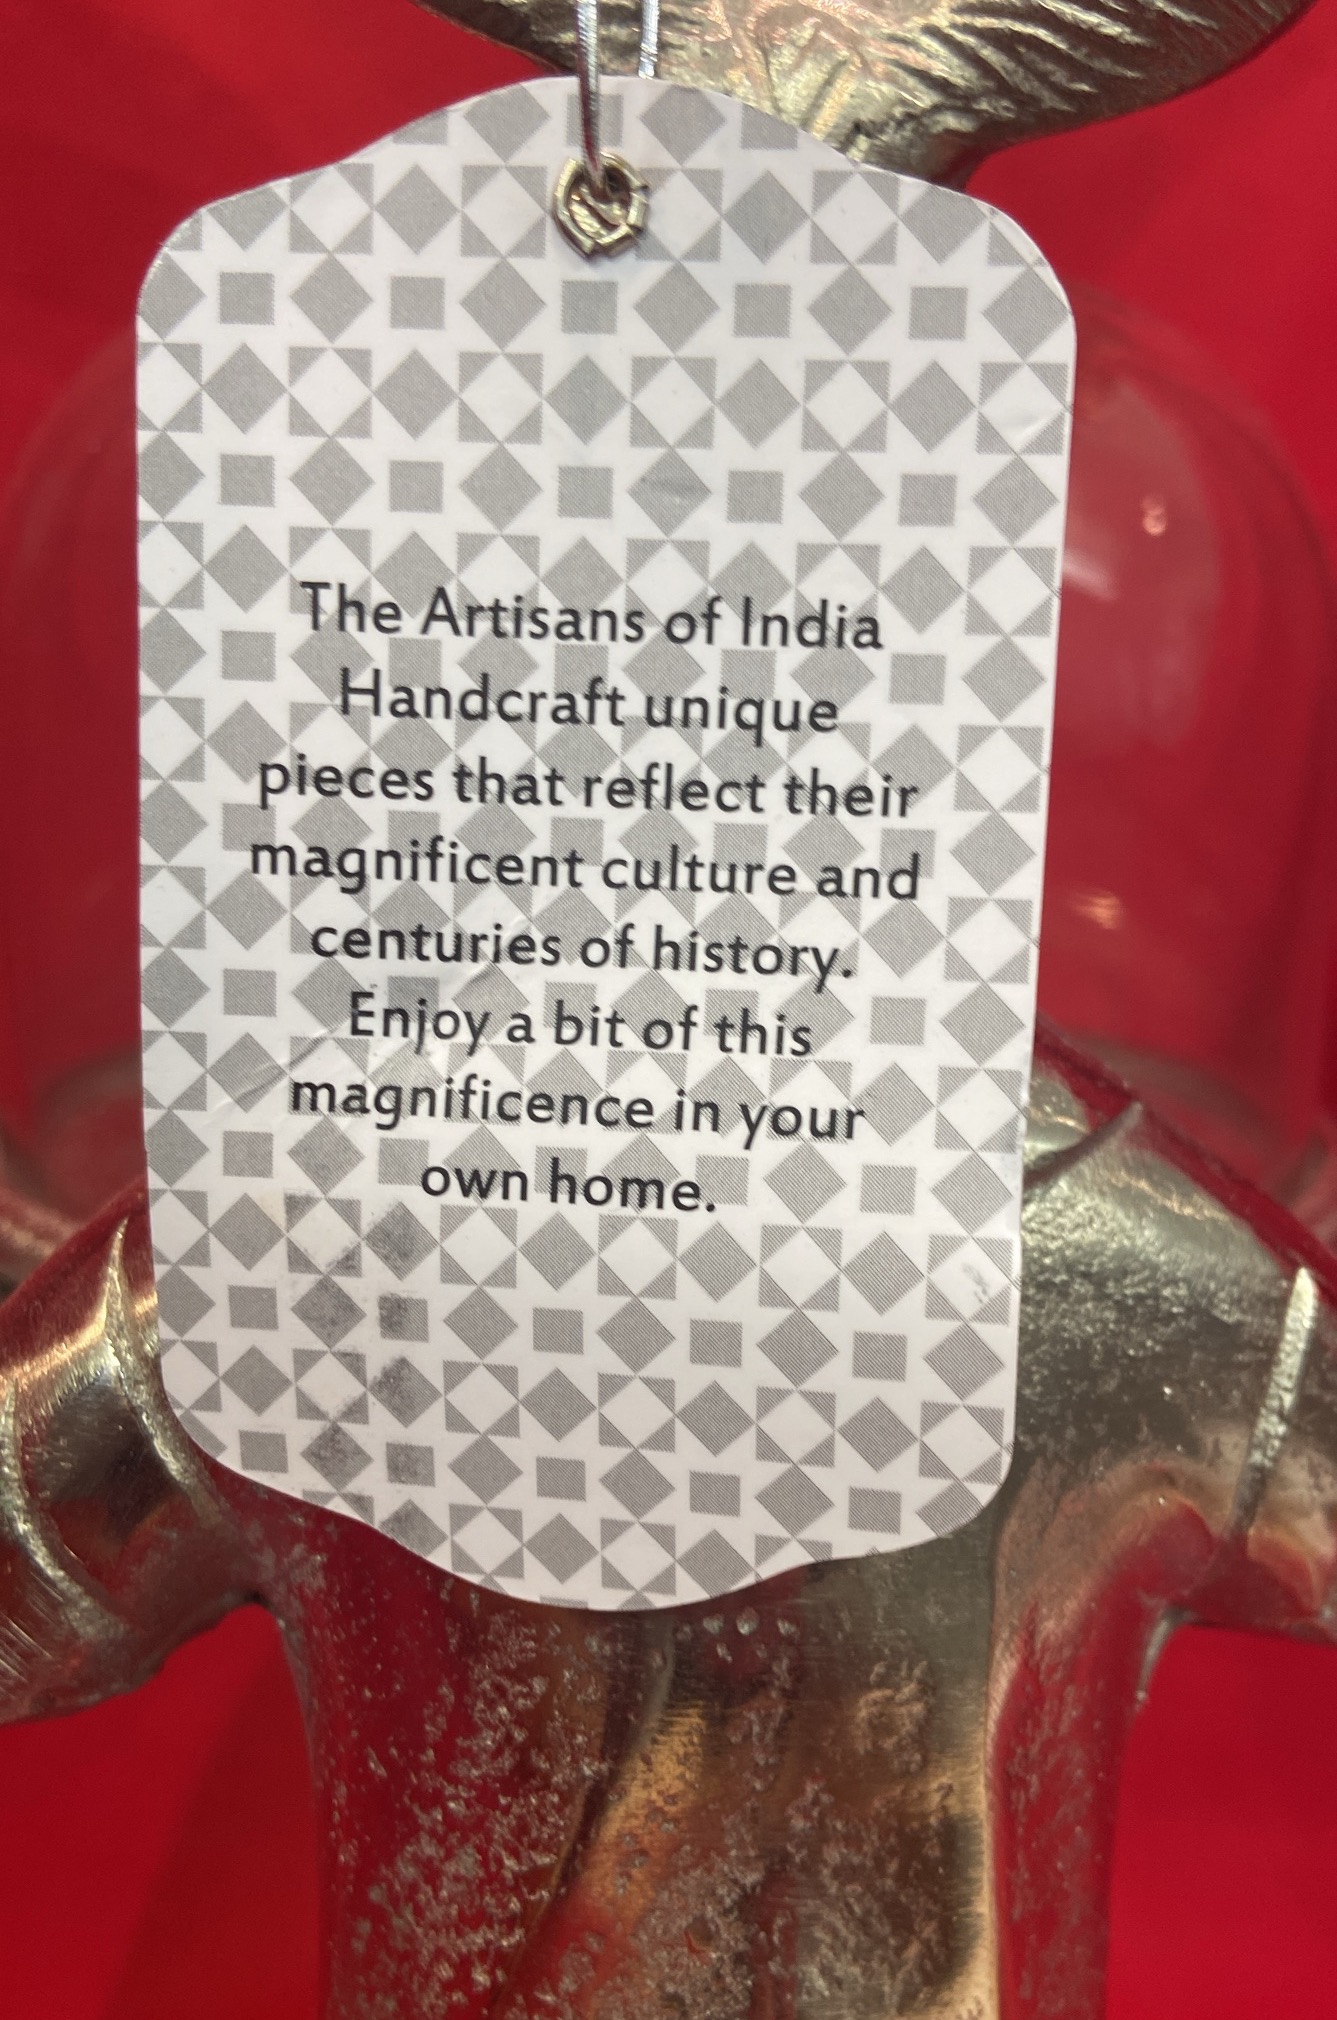 The Artisans of India
Handcraft unique
pieces that reflect their
magnificent culture and
centuries of history.
Enjoy a bit of this
magnificence in your
own home.